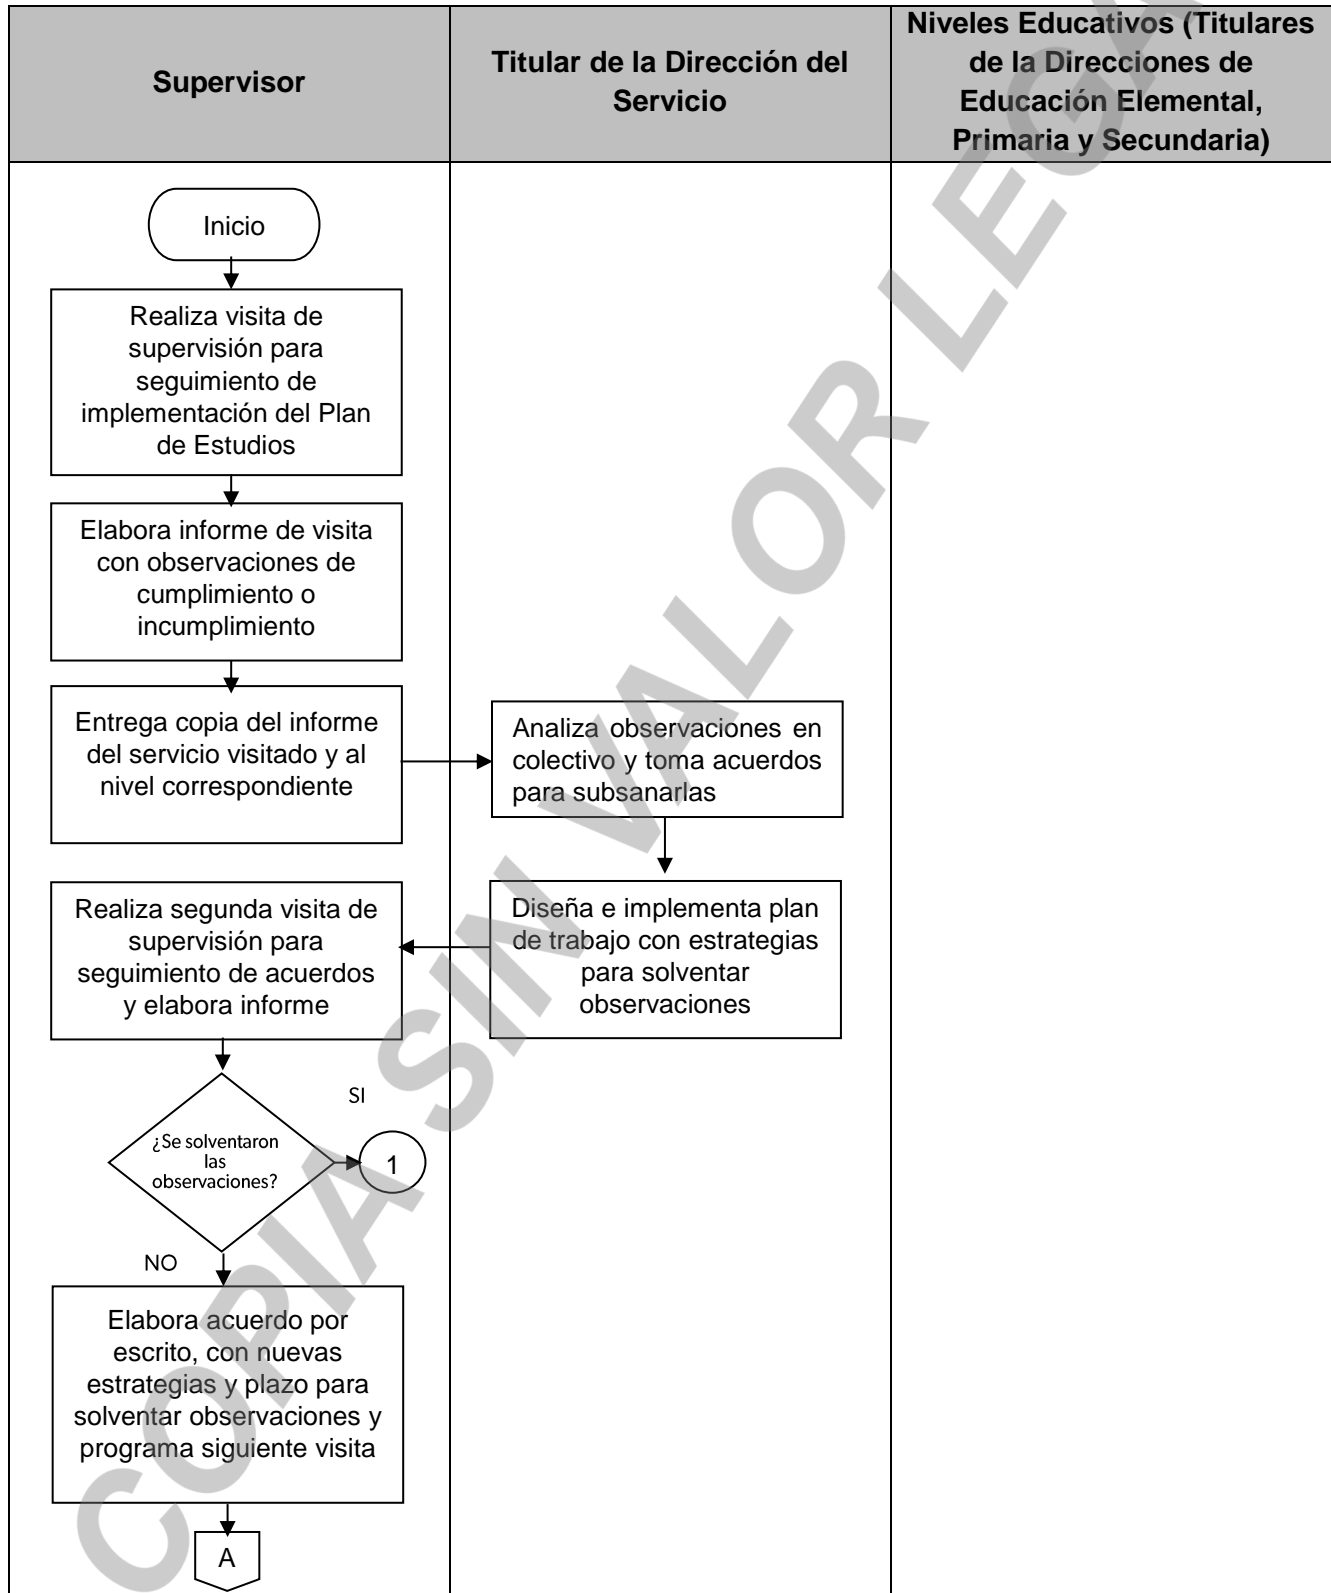 Supervisor
Titular de la Dirección del
Servicio
Niveles Educativos (Titulares
de la Direcciones de
Educación Elemental,
Primaria y Secundaria)
Inicio
Realiza visita de
supervisión para
seguimiento de
implementación del Plan
de Estudios
Elabora informe de visita
con observaciones de
cumplimiento o
incumplimiento
Entrega copia del informe
del servicio visitado y al
nivel correspondiente
Analiza observaciones en
colectivo y toma acuerdos
para subsanarlas
Diseña e implementa plan
de trabajo con estrategias
para solventar
observaciones
Realiza segunda visita de
supervisión para
seguimiento de acuerdos
y elabora informe
¿Se solventaron
las
observaciones?
SI
1
NO
Elabora acuerdo por
escrito, con nuevas
estrategias y plazo para
solventar observaciones y
programa siguiente visita
A
COPIA SIN VALOR LEGA